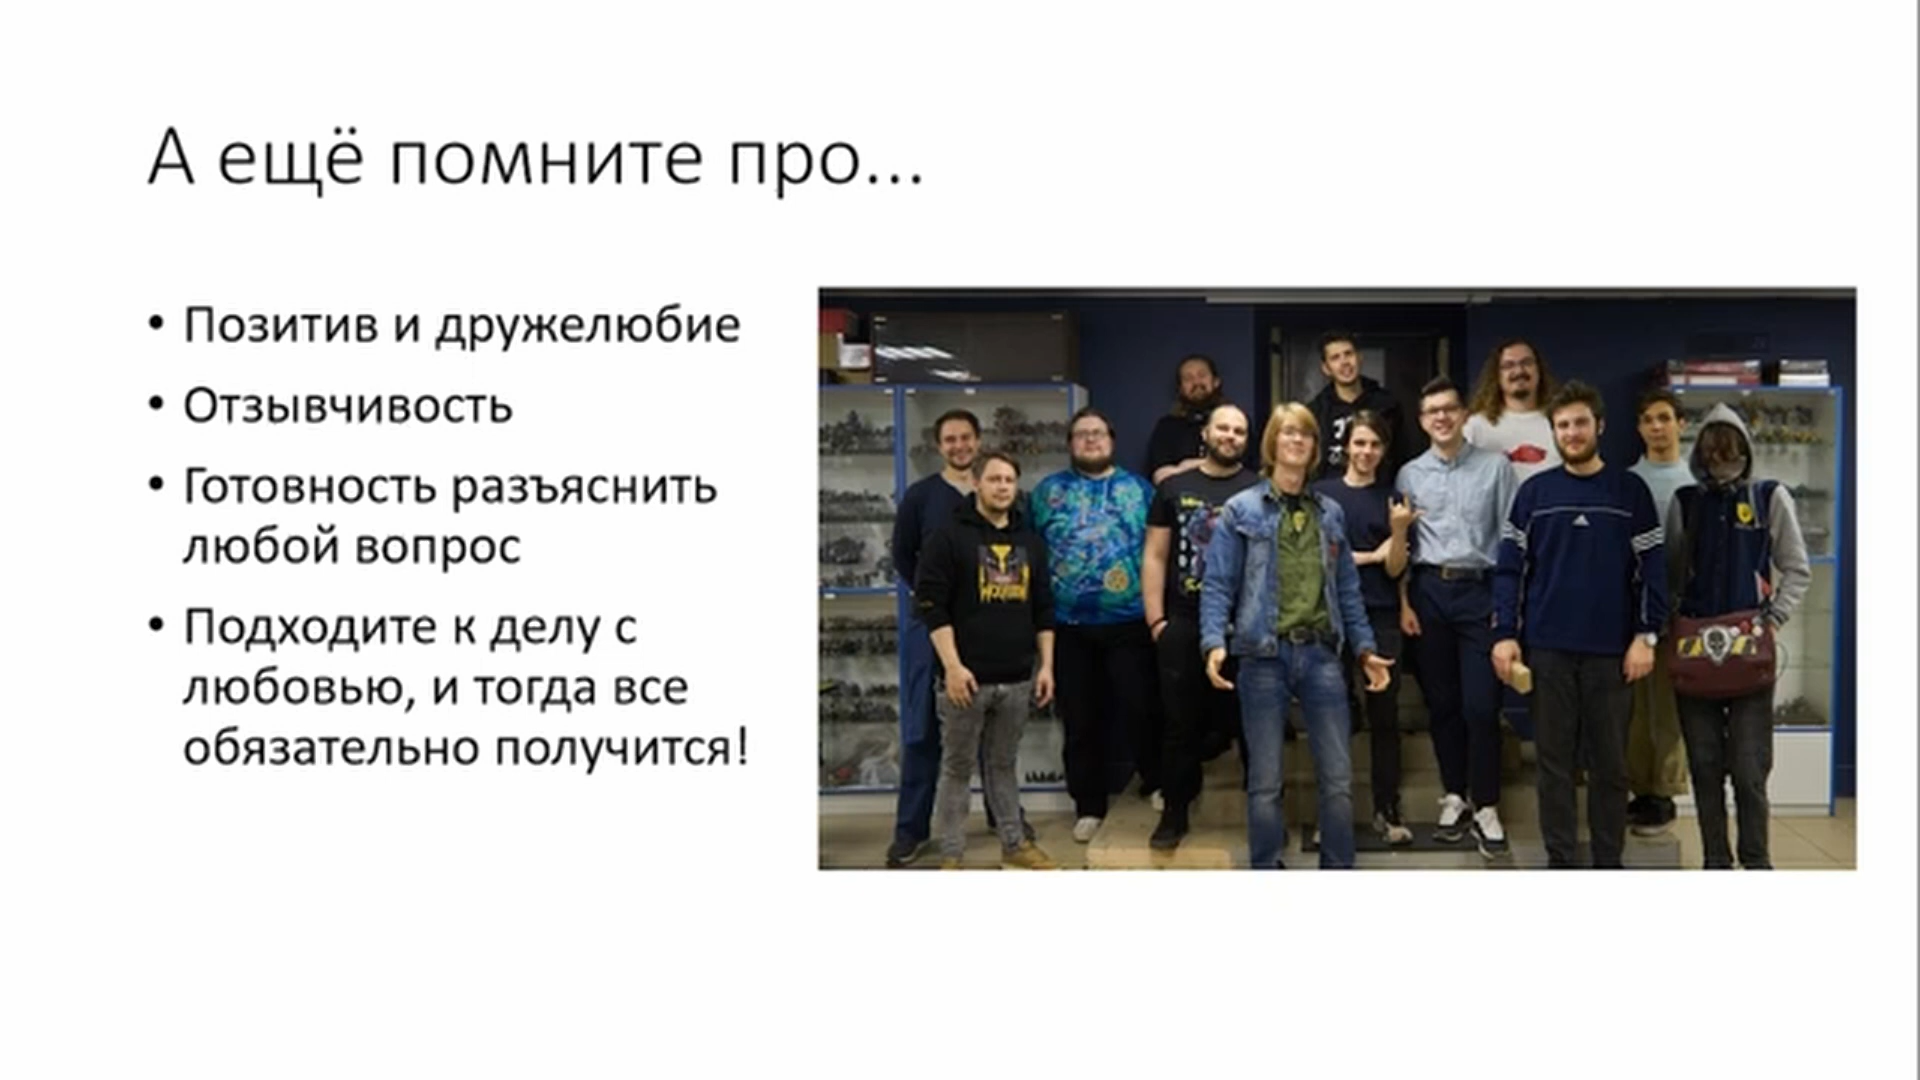 А ещё помните про...
• Позитив и дружелюбие
• Отзывчивость
• Готовность разъяснить
любой вопрос
• Подходите к делу с
любовью, и тогда все
обязательно получится!